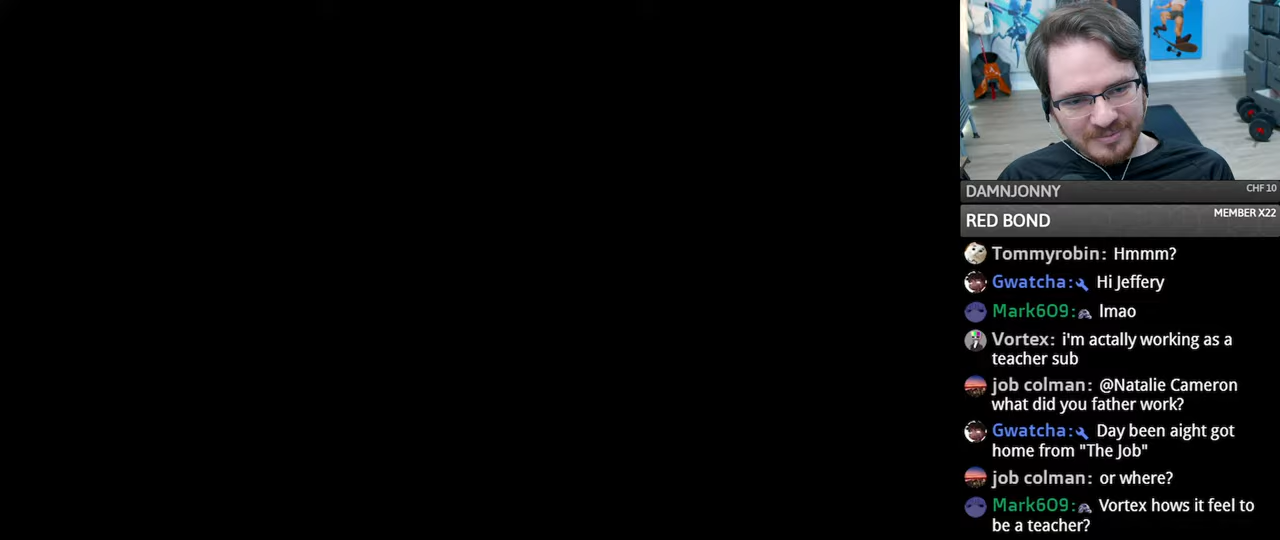 DAMNJONNY CHF 10
RED BOND MEMBER X22
Tommyrobin: Hmmm?
Gwatcha: Hi Jeffery
Mark609: lmao
Vortex: i'm actally working as a
teacher sub
job colman: @Natalie Cameron
what did you father work?
Gwatcha: Day been aight got
home from "The Job"
job colman: or where?
Mark609: Vortex hows it feel to
be a teacher?